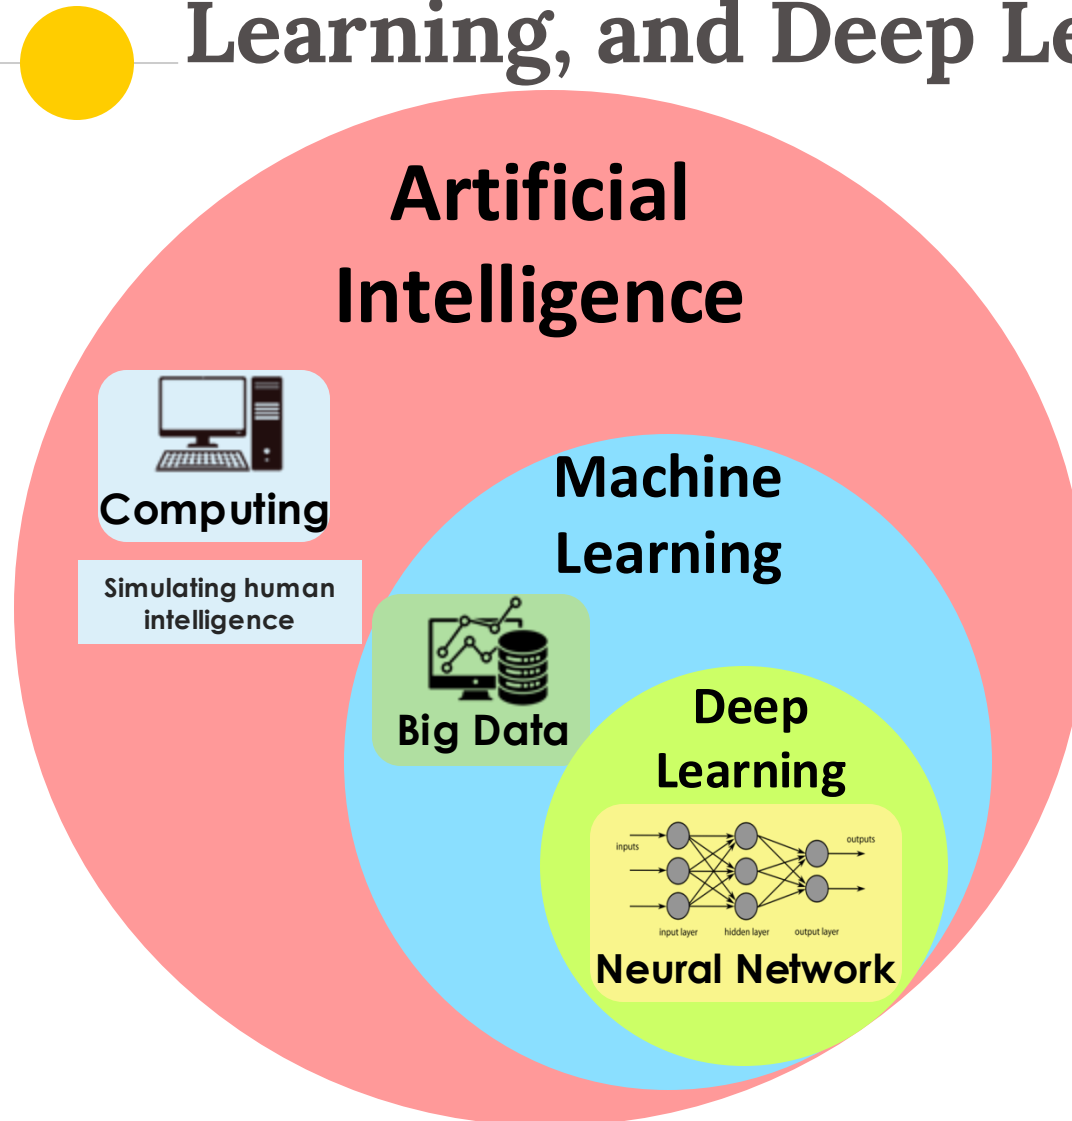 Learning, and Deep Le
Artificial
Intelligence
Computing
Simulating human
intelligence
Machine
Learning
Big Data
Deep
Learning
inputs
outputs
input layer
hidden layer
output layer
Neural Network